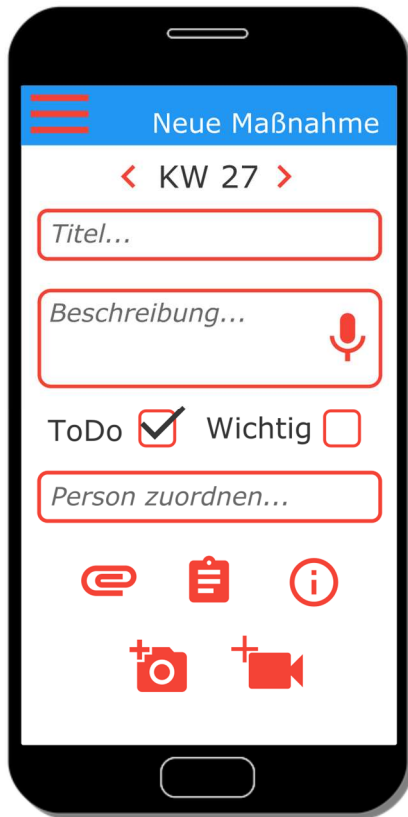 Neue Maßnahme
< KW 27 >
Titel...
Beschreibung...
ToDo Wichtig
Person zuordnen...